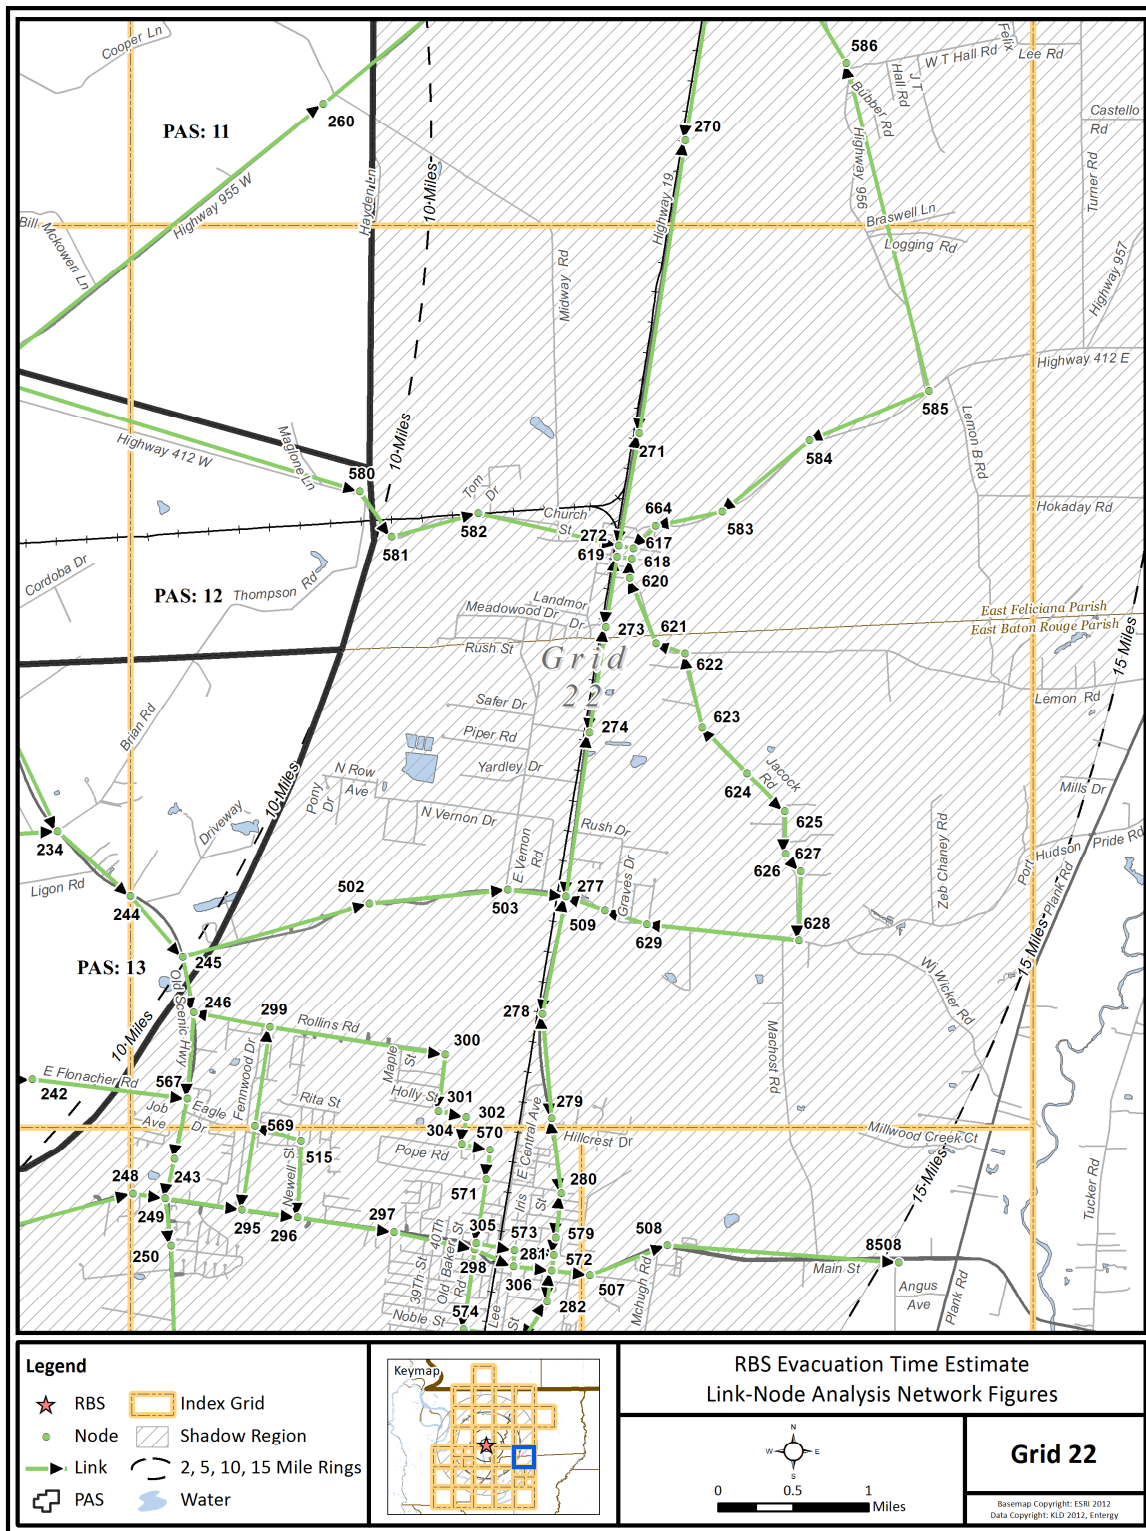 Cooper Ln
260
PAS: 11
Highway 955 W
Bill
Mckowen Ln
Hayden Ln
10-Miles
Highway 19
270
Midway Rd
586
Felix
W T Hall Rd
Lee Rd
J T
Hall Rd
Bubber Rd
Highway 956
Castello
Rd
Turner Rd
Braswell Ln
Logging Rd
Highway 957
Highway 412 E
585
Lemon B Rd
584
271
Highway 412 W
Maglone Ln
580
10-Miles
Tom
Dr
Church
St
664
583
Hokaday Rd
581
582
272
617
619
618
620
Cordoba Dr
PAS: 12
Thompson
Rd
Landmor
Dr
Meadowood Dr
273
621
East Feliciana Parish
East Baton Rouge Parish
15 Miles
Rush St
Grid
22
622
Lemon Rd
Brian Rd
Safer Dr
274
623
Piper Rd
Yardley Dr
N Row
Ave
Pony
Dr
10-Miles
Jacock
Rd
624
Mills Dr
N Vernon Dr
Rush Dr
625
Driveway
234
E Vernon
Rd
Graves Dr
627
626
Zeb Chaney Rd
Port
Hudson
Pride Rd
Plank Rd
Ligon Rd
502
277
244
503
509
628
629
15 Miles
PAS: 13
245
Wj Wicker Rd
Old Scenic Hwy
246
299
Rollins Rd
278
Machost Rd
10-Miles
300
Maple
St
E Flonacher Rd
242
567
Fennwood Dr
Holly St
301
302
279
Job
Ave
Eagle
Dr
Rita St
569
304
570
E Central Ave
Hillcrest Dr
Millwood Creek Ct
515
Pope Rd
248
243
Newell St
571
Iris
St
280
15-Miles
Tucker Rd
249
295
296
297
40Th
St
305
573
579
508
8508
250
39Th St
Old Baker
Rd
298
281
572
Main St
306
507
Mchugh Rd
Angus
Ave
Plank Rd
574
Noble St
Lee
St
282
Legend
RBS
Index Grid
Node
Shadow Region
Link
2, 5, 10, 15 Mile Rings
PAS
Water
Keymap
RBS Evacuation Time Estimate
Link-Node Analysis Network Figures
N
W
E
S
0
0.5
1
Miles
Grid 22
Basemap Copyright: ESRI 2012
Data Copyright: KLD 2012, Entergy